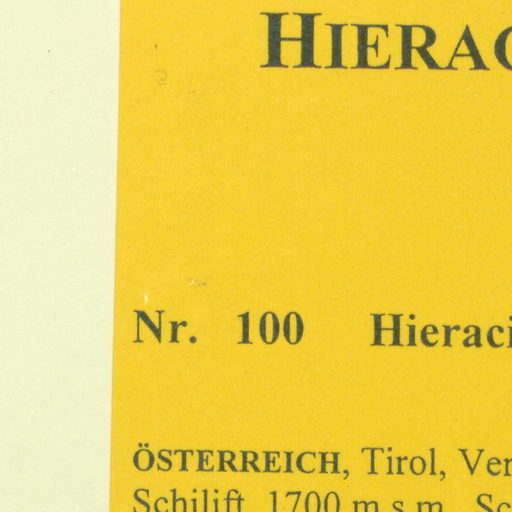 HIERAC
Nr. 100 Hieraci
ÖSTERREICH, Tirol, Ver
Schilift, 1700 m s.m., Sc